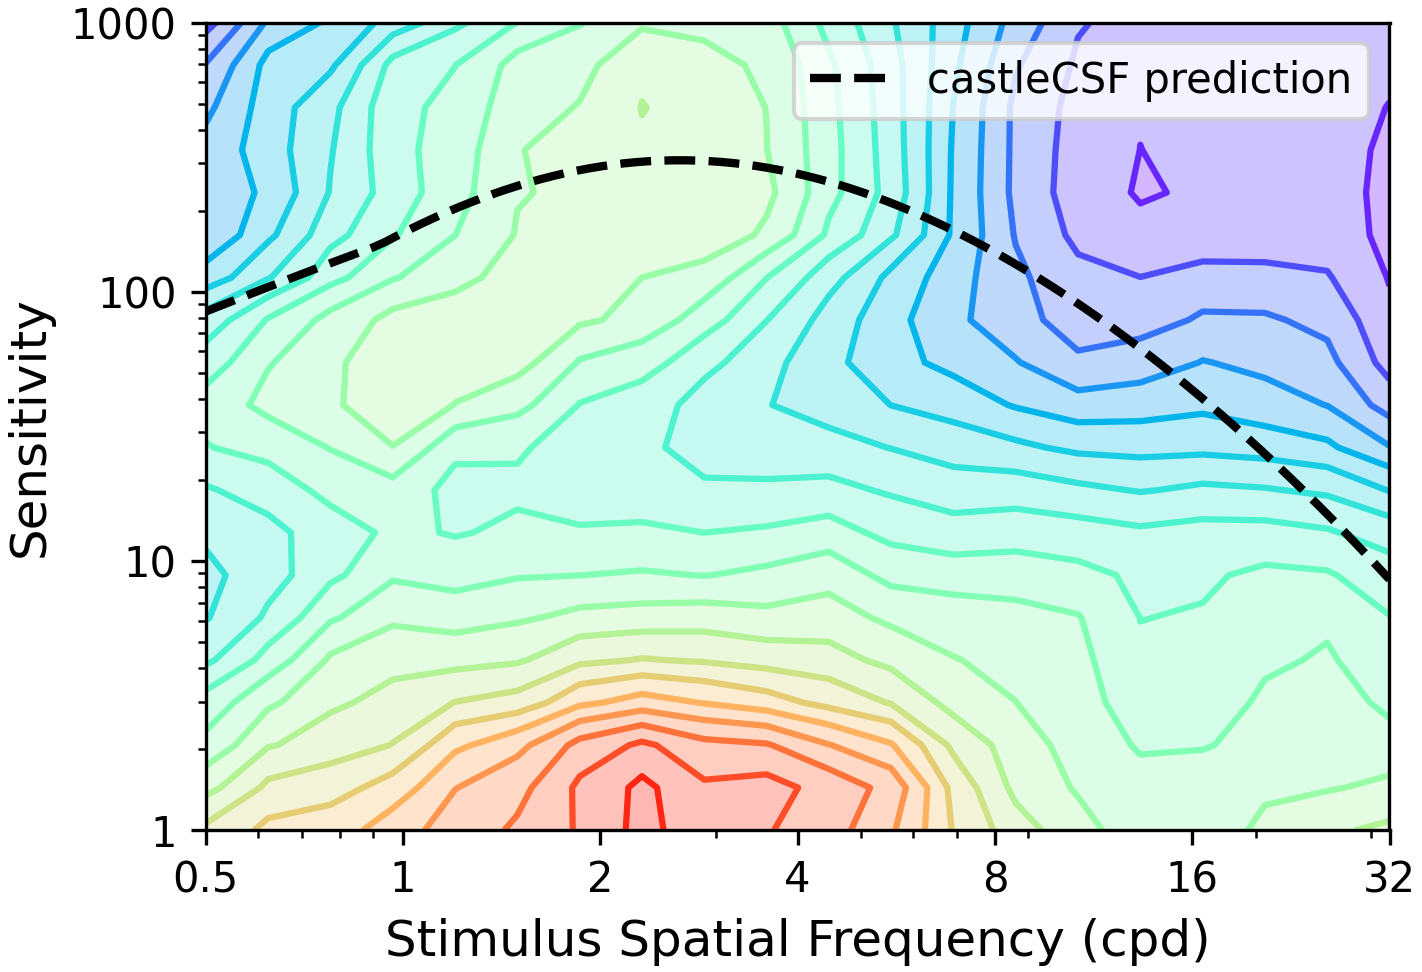 1000
castleCSF prediction
100
Sensitivity
10
1
0.5 1 2 4 8 16 32
Stimulus Spatial Frequency (cpd)